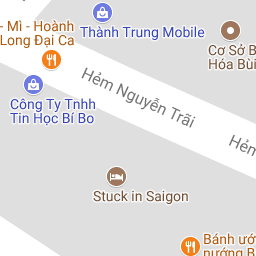 Thành Trung Mobile
- Mì - Hoành
Long Đại Ca
Cơ Sở B
Hóa Bùi
Hẻm Nguyễn Trãi
Công Ty Tnhh
Tin Học Bí Bo
Hẻm
Stuck in Saigon
Bánh ướ
nướng B